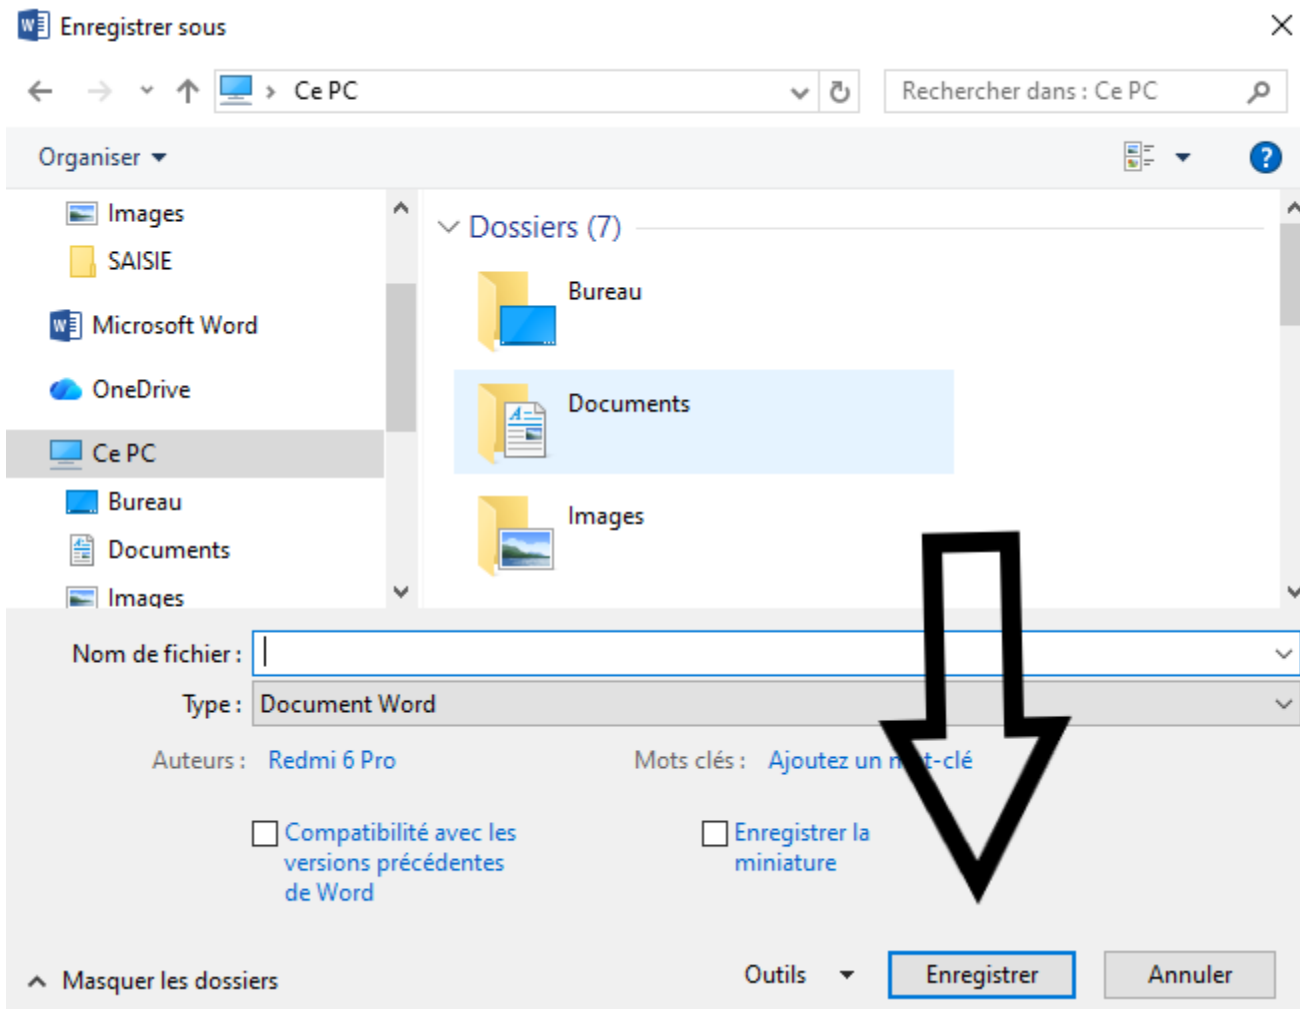 Enregistrer sous
Ce PC
Rechercher dans : Ce PC
Organiser
Images
SAISIE
Microsoft Word
OneDrive
Ce PC
Bureau
Documents
Images
Dossiers (7)
Bureau
Documents
Images
Nom de fichier :
Type : Document Word
Auteurs : Redmi 6 Pro
Mots clés : Ajoutez un mot-clé
Compatibilité avec les
versions précédentes
de Word
Enregistrer la
miniature
Masquer les dossiers
Outils
Enregistrer
Annuler